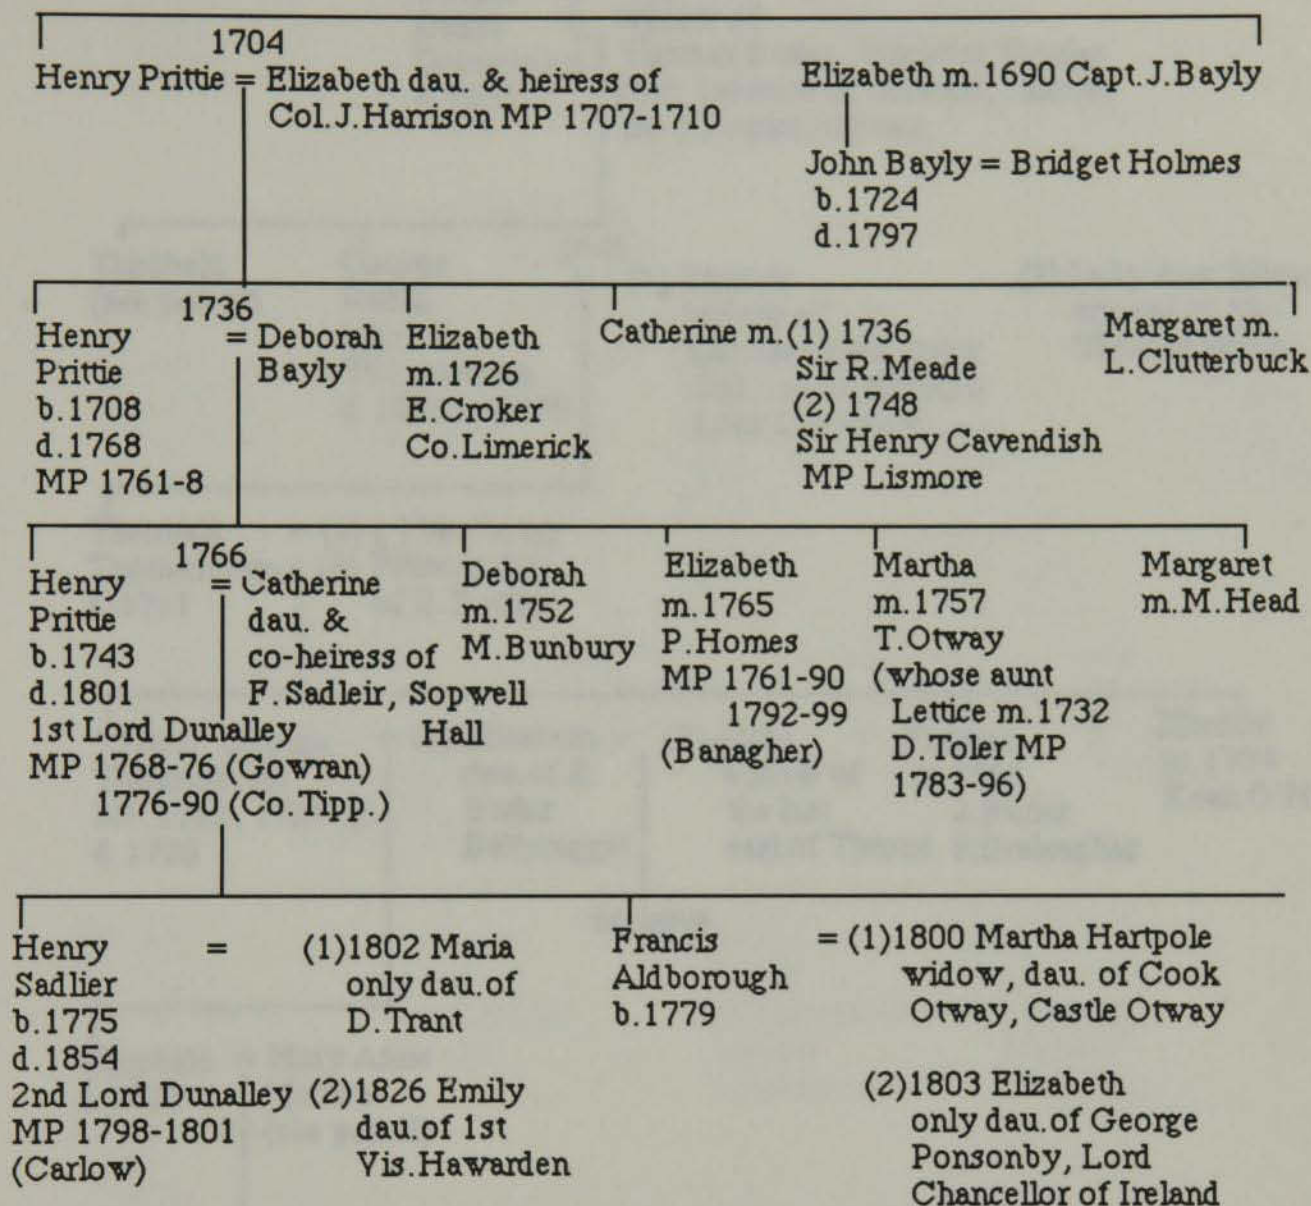 1704
Henry Prittie = Elizabeth dau. & heiress of
Col.J.Harrison MP 1707-1710
Elizabeth m.1690 Capt.J.Bayly
John Bayly = Bridget Holmes
b.1724
d.1797
1736
Henry
Prittie
b.1708
d.1768
MP 1761-8
= Deborah
Bayly
Elizabeth
m.1726
E.Croker
Co.Limerick
Catherine m.(1) 1736
Sir R.Meade
(2) 1748
Sir Henry Cavendish
MP Lismore
Margaret m.
L.Clutterbuck
1766
Henry
Prittie
b.1743
d.1801
1st Lord Dunalley
MP 1768-76 (Gowran)
1776-90 (Co.Tipp.)
= Catherine
dau. &
co-heiress of
F.Sadleir, Sopwell
Hall
Deborah
m.1752
M.Bunbury
Elizabeth
m.1765
P.Homes
MP 1761-90
1792-99
(Banagher)
Martha
m.1757
T.Otway
(whose aunt
Lettice m.1732
D.Toler MP
1783-96)
Margaret
m.M.Head
Henry
Sadlier
b.1775
d.1854
2nd Lord Dunalley
MP 1798-1801
(Carlow)
= (1)1802 Maria
only dau.of
D.Trant
(2)1826 Emily
dau.of 1st
Vis.Hawarden
Francis
Aldborough
b.1779
= (1)1800 Martha Hartpole
widow, dau. of Cook
Otway, Castle Otway
(2)1803 Elizabeth
only dau.of George
Ponsonby, Lord
Chancellor of Ireland